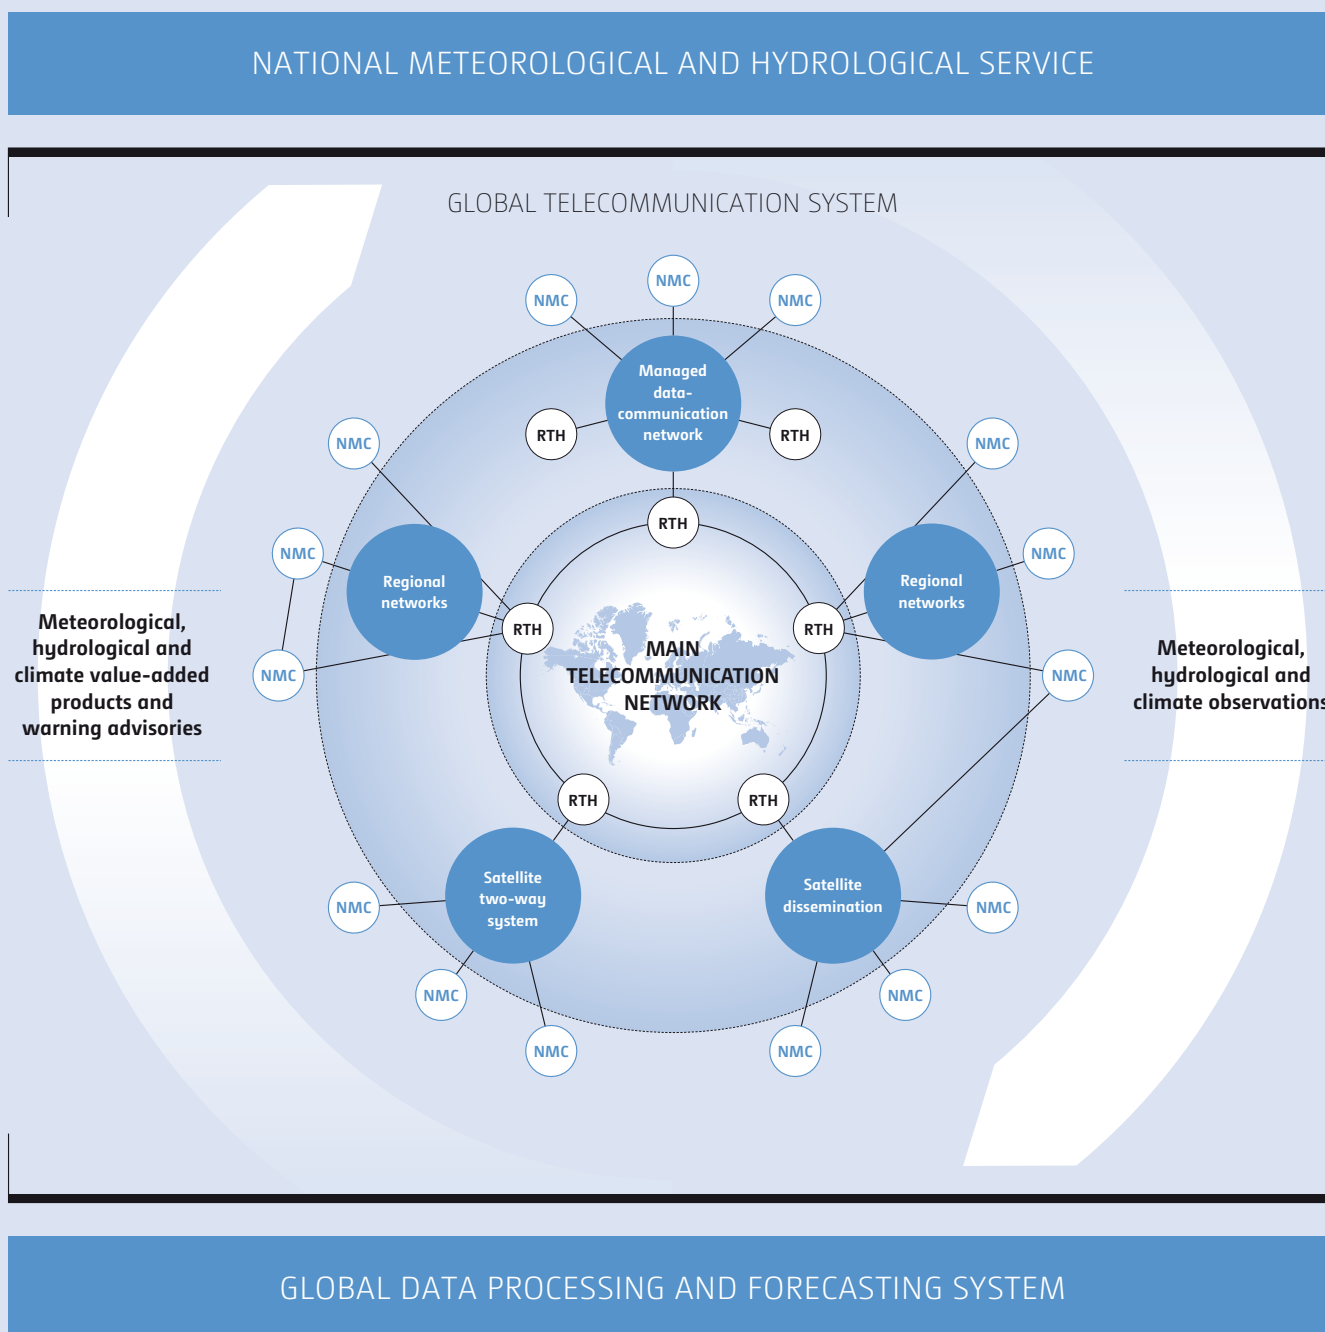 NATIONAL METEOROLOGICAL AND HYDROLOGICAL SERVICE
GLOBAL TELECOMMUNICATION SYSTEM
NMC
NMC
NMC
Managed
data-
communication
network
RTH
RTH
NMC
NMC
RTH
NMC
NMC
Regional
networks
Regional
networks
RTH
RTH
Meteorological,
hydrological and
climate value-added
products and
warning advisories
MAIN
TELECOMMUNICATION
NETWORK
Meteorological,
hydrological and
climate observations
NMC
NMC
RTH
RTH
Satellite
two-way
system
Satellite
dissemination
NMC
NMC
NMC
NMC
NMC
NMC
GLOBAL DATA PROCESSING AND FORECASTING SYSTEM